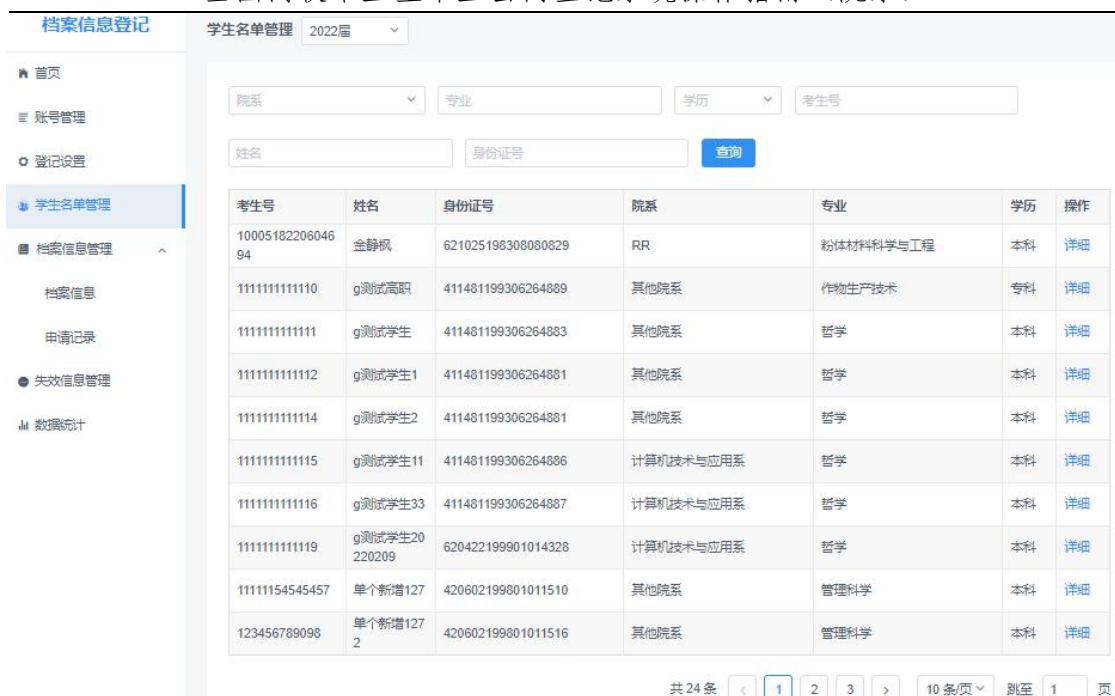 档案信息登记
学生名单管理 2022届
首页
账号管理
登记设置
学生名单管理
档案信息管理
档案信息
申请记录
失效信息管理
数据统计
院系 专业 学历 考生号
姓名 身份证号 查询
考生号 姓名 身份证号 院系 专业 学历 操作
10005182206046
94 金静枫 621025198308080829 RR 粉体材料科学与工程 本科 详细
1111111111110 g测试高职 411481199306264889 其他院系 作物生产技术 专科 详细
1111111111111 g测试学生 411481199306264883 其他院系 哲学 本科 详细
1111111111112 g测试学生1 411481199306264881 其他院系 哲学 本科 详细
1111111111114 g测试学生2 411481199306264881 其他院系 哲学 本科 详细
1111111111115 g测试学生11 411481199306264886 计算机技术与应用系 哲学 本科 详细
1111111111116 g测试学生33 411481199306264887 计算机技术与应用系 哲学 本科 详细
1111111111119 g测试学生20
220209 620422199901014328 计算机技术与应用系 哲学 本科 详细
11111154545457 单个新增127 420602199801011510 其他院系 管理科学 本科 详细
123456789098 单个新增127
2 420602199801011516 其他院系 管理科学 本科 详细
共 24 条 < 1 2 3 > 10 条/页 跳至 1 页